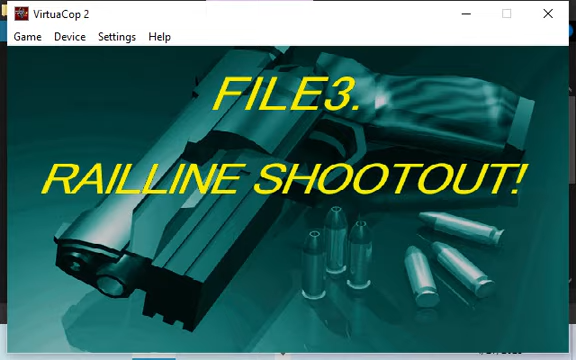 VirtuaCop 2
Game Device Settings Help
FILE3.
RAILLINE SHOOTOUT!